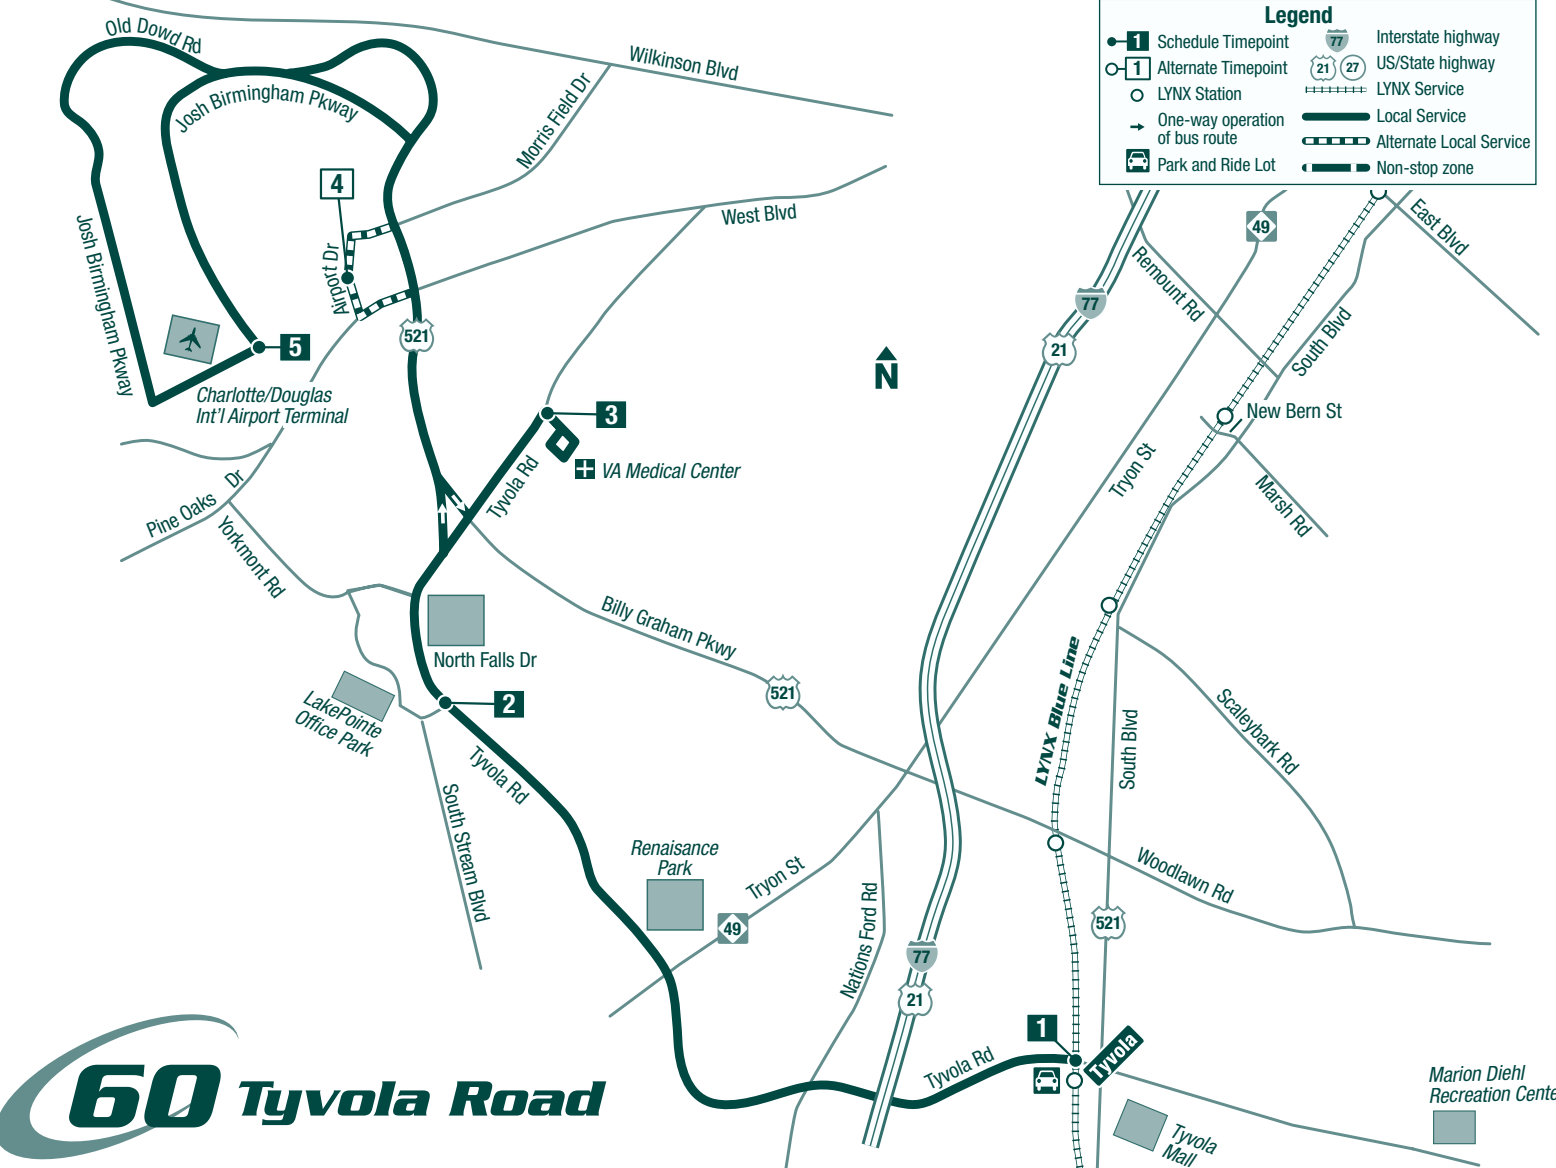 Legend
1 Schedule Timepoint
1 Alternate Timepoint
LYNX Station
One-way operation
of bus route
Park and Ride Lot
77 Interstate highway
21 27 US/State highway
LYNX Service
Local Service
Alternate Local Service
Non-stop zone
Old Dowd Rd
Wilkinson Blvd
Josh Birmingham Pkway
Morris Field Dr
4
West Blvd
49
East Blvd
Josh Birmingham Pkway
Airport Dr
Remount Rd
77
521
5
21
South Blvd
N
Charlotte/Douglas
Int'l Airport Terminal
3
New Bern St
VA Medical Center
Tyvola Rd
Tryon St
Marsh Rd
Pine Oaks Dr
Yorkmont Rd
Billy Graham Pkwy
North Falls Dr
521
2
LakePointe
Office Park
LYNX Blue Line
South Blvd
Scaleybark Rd
Tyvola Rd
South Stream Blvd
Renaisance
Park
Tryon St
49
Nations Ford Rd
Woodlawn Rd
521
77
21
1
Tyvola
Tyvola Rd
60 Tyvola Road
Tyvola
Mall
Marion Diehl
Recreation Cente